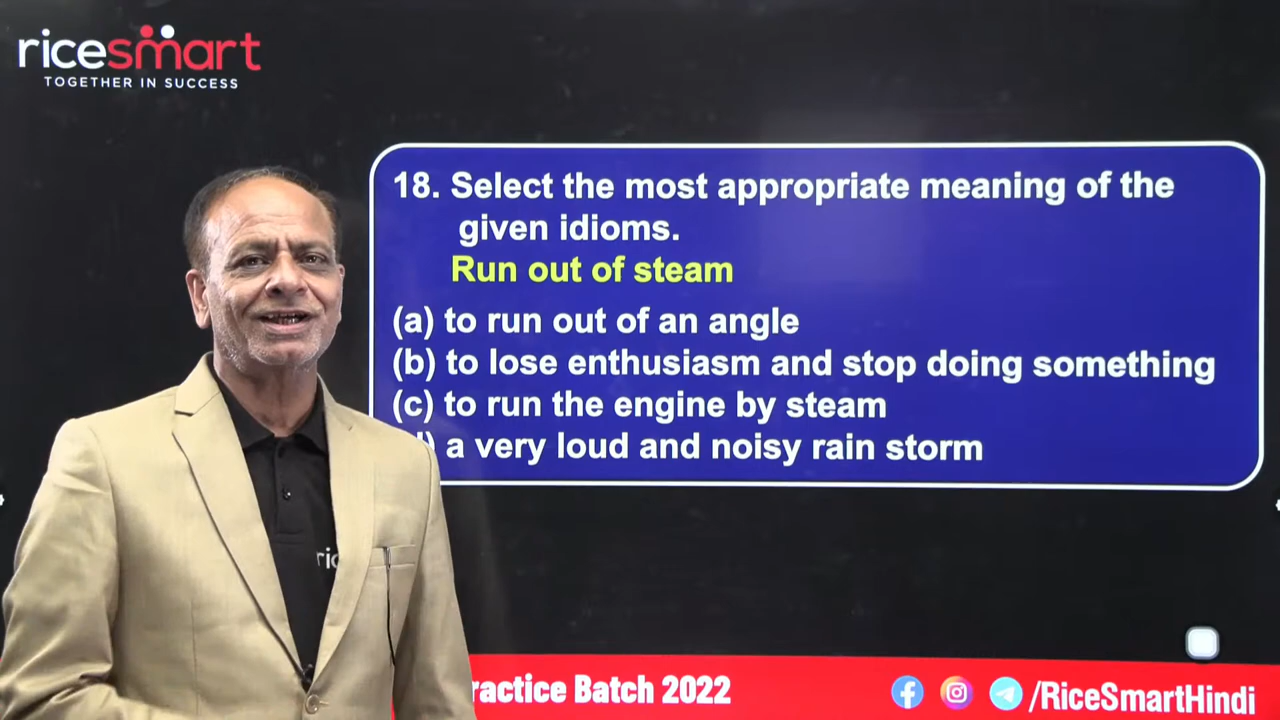 ricesmart
TOGETHER IN SUCCESS
18. Select the most appropriate meaning of the
given idioms.
Run out of steam
(a) to run out of an angle
(b) to lose enthusiasm and stop doing something
(c) to run the engine by steam
a very loud and noisy rain storm
ric
Batch 2022
/RiceSmartHindi